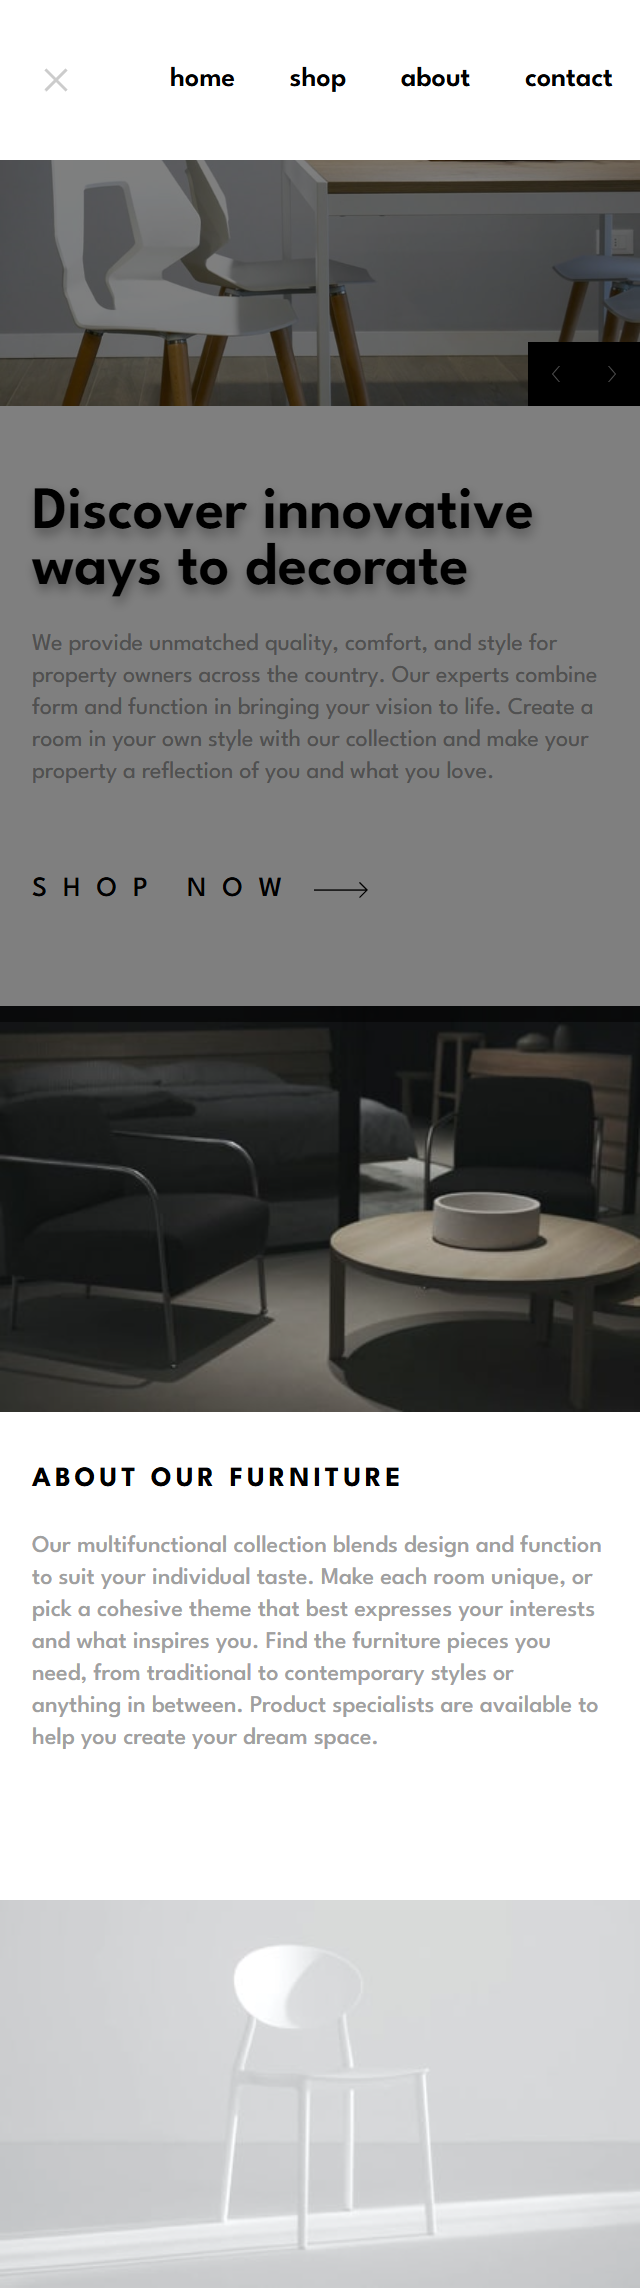 home shop about contact
Discover innovative
ways to decorate
We provide unmatched quality, comfort, and style for
property owners across the country. Our experts combine
form and function in bringing your vision to life. Create a
room in your own style with our collection and make your
property a reflection of you and what you love.
SHOP NOW
ABOUT OUR FURNITURE
Our multifunctional collection blends design and function
to suit your individual taste. Make each room unique, or
pick a cohesive theme that best expresses your interests
and what inspires you. Find the furniture pieces you
need, from traditional to contemporary styles or
anything in between. Product specialists are available to
help you create your dream space.